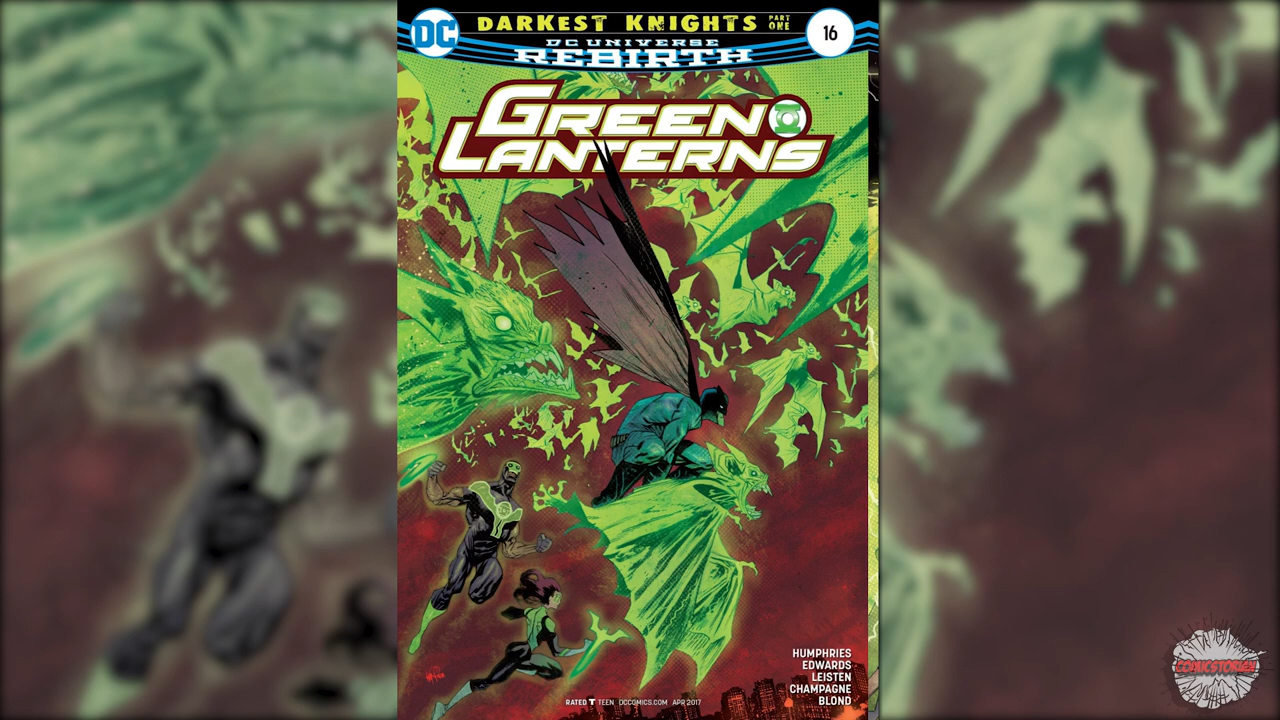 DC
DARKEST KNIGHTS PART ONE
DC UNIVERSE
REBIRTH
16
GREEN
LANTERNS
HUMPHRIES
EDWARDS
LEISTEN
CHAMPAGNE
BLOND
RATED T TEEN DCCOMICS.COM APR 2017
COMICSTORIAN